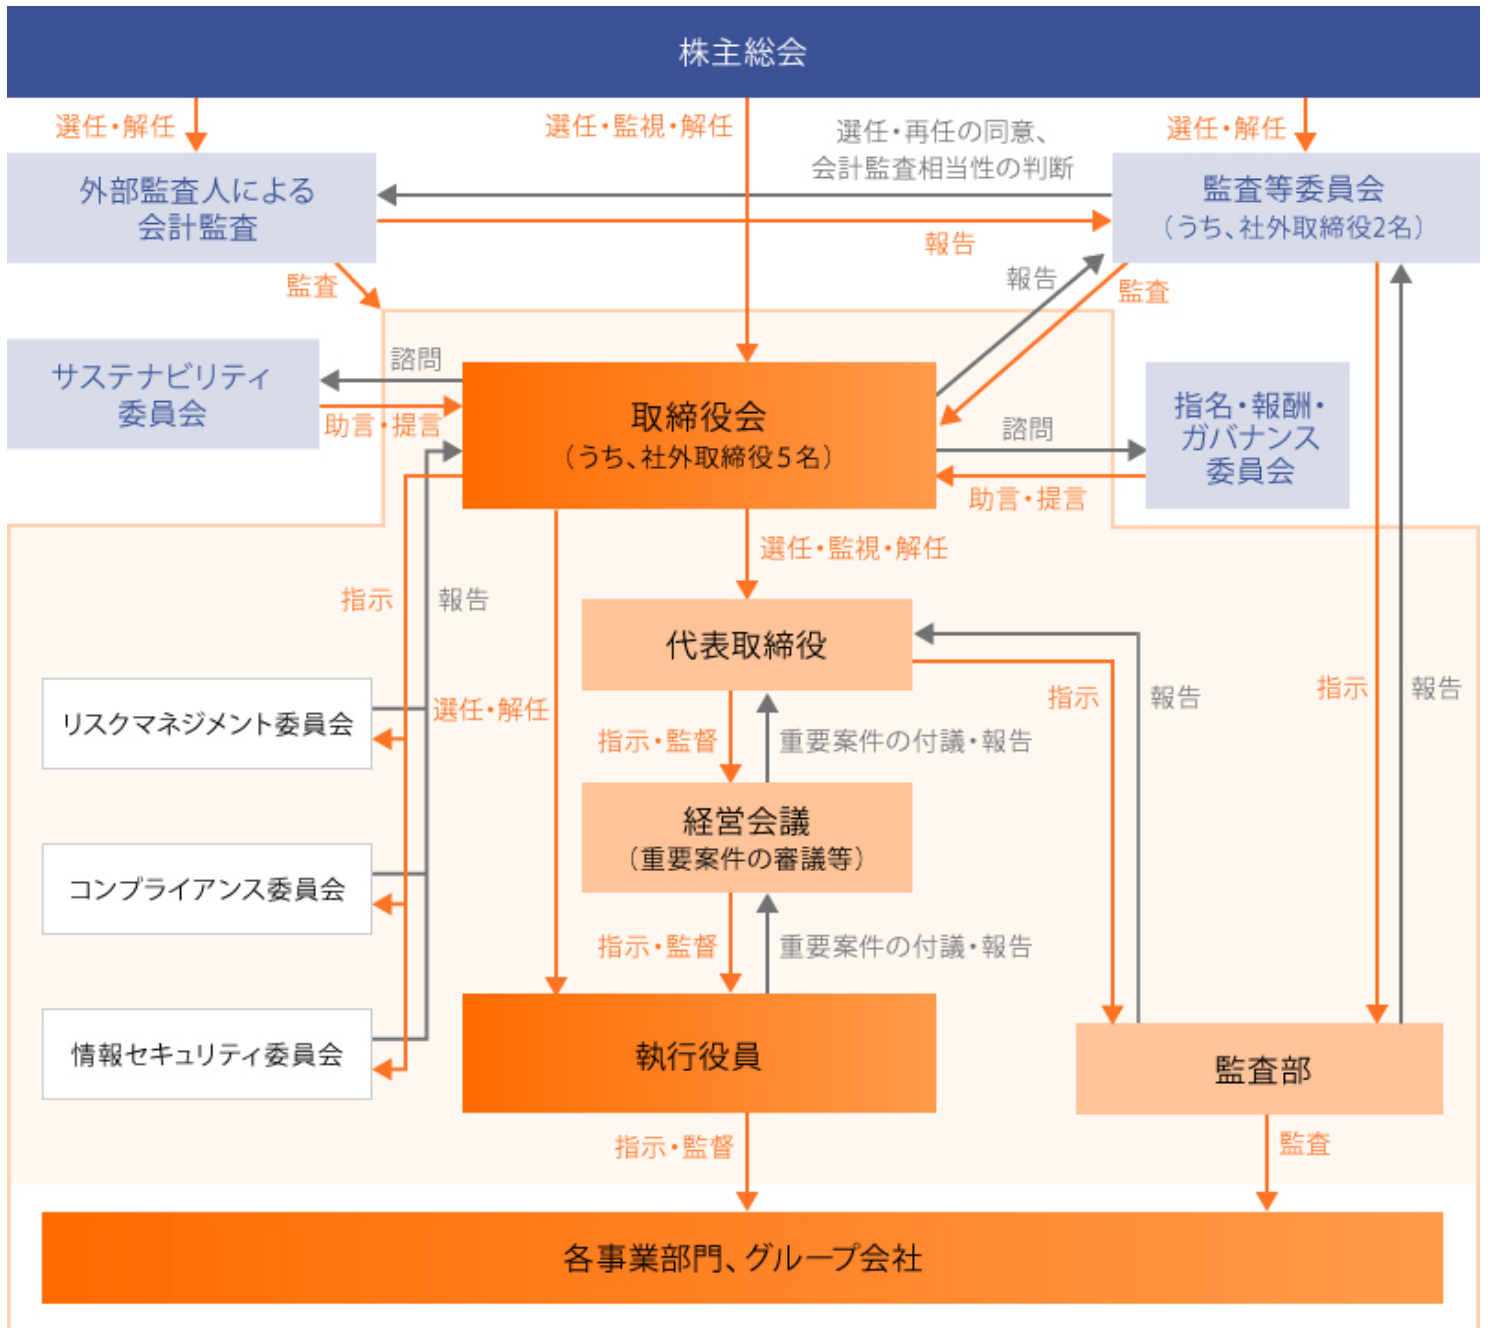 株主総会
選任・解任
選任・監視・解任
選任・再任の同意、
会計監査相当性の判断
選任・解任
外部監査人による
会計監査
監査等委員会
（うち、社外取締役2名）
報告
監査
報告
監査
サステナビリティ
委員会
諮問
助言・提言
取締役会
（うち、社外取締役５名）
諮問
助言・提言
指名・報酬・
ガバナンス
委員会
選任・監視・解任
指示
報告
代表取締役
リスクマネジメント委員会
選任・解任
指示
報告
指示
報告
指示・監督
重要案件の付議・報告
経営会議
（重要案件の審議等）
コンプライアンス委員会
指示・監督
重要案件の付議・報告
情報セキュリティ委員会
執行役員
監査部
指示・監督
監査
各事業部門、グループ会社